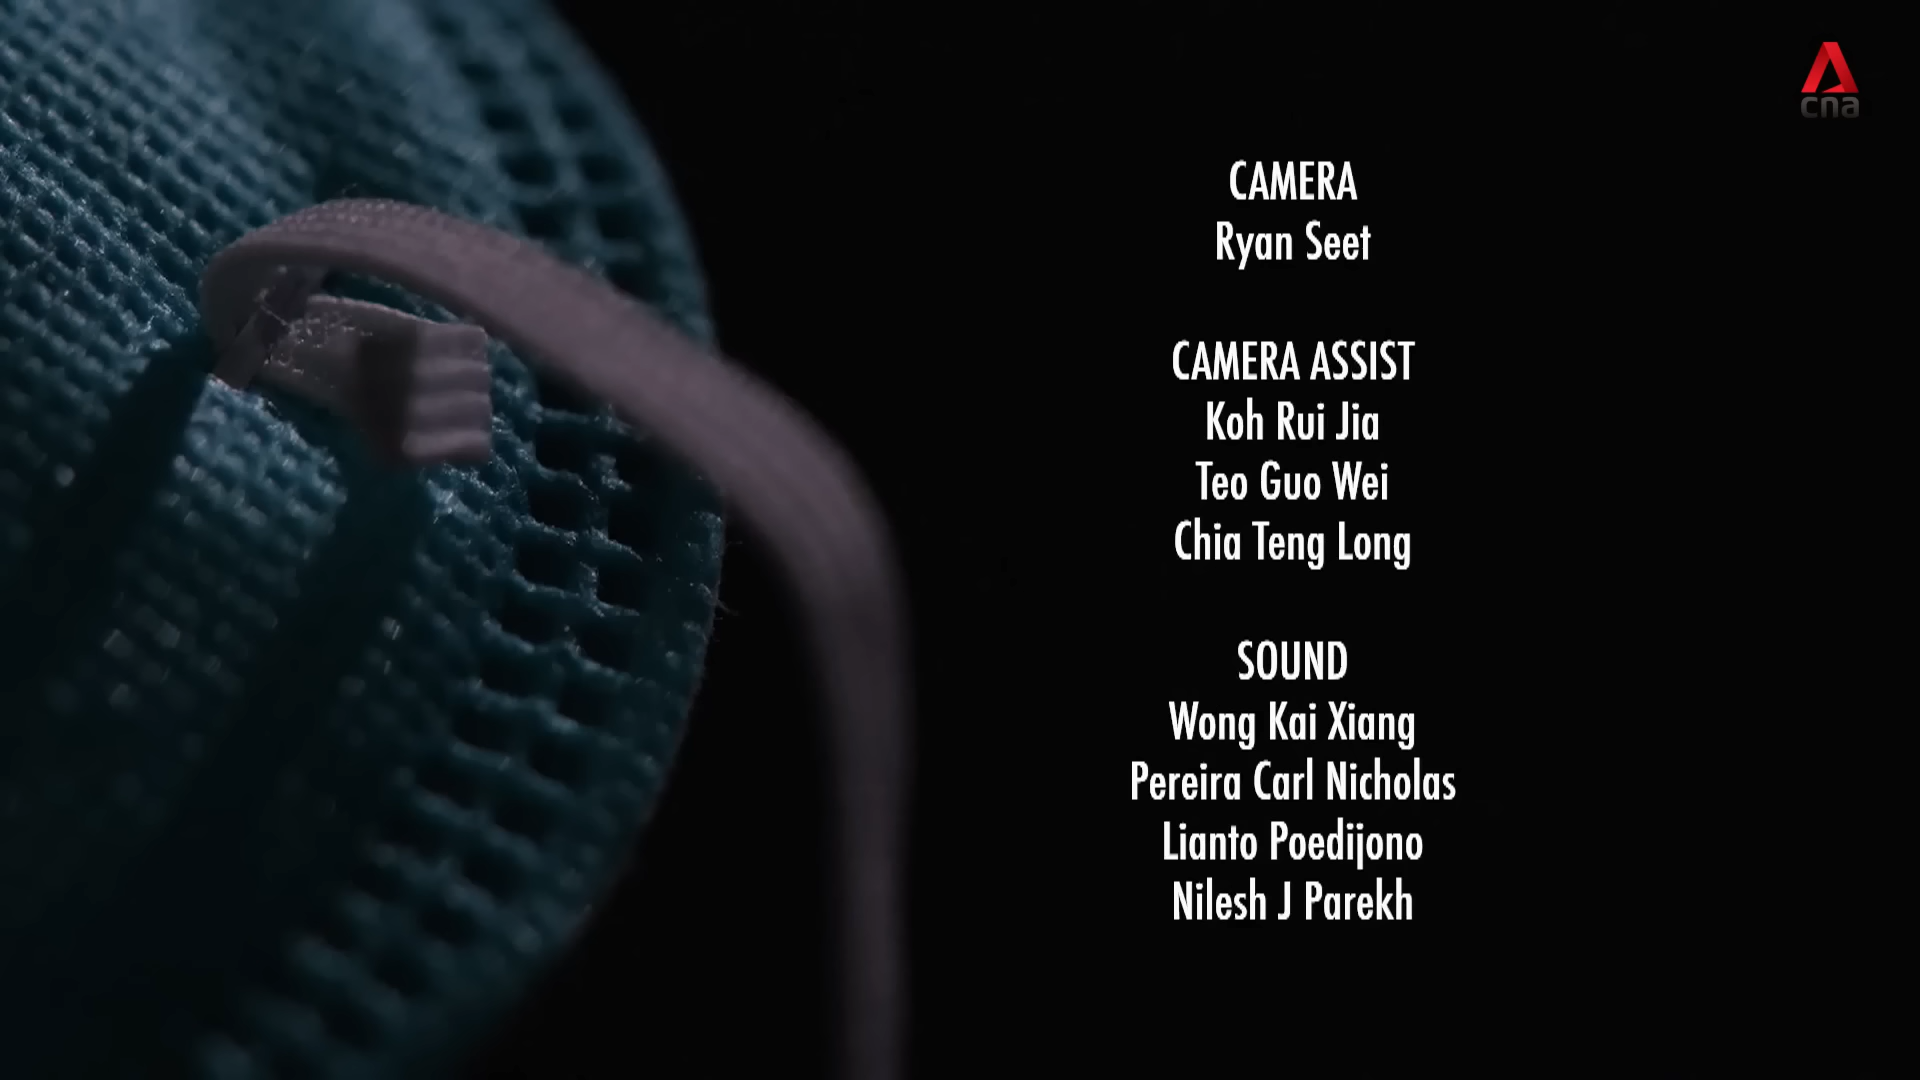 cna
CAMERA
Ryan Seet
CAMERA ASSIST
Koh Rui Jia
Teo Guo Wei
Chia Teng Long
SOUND
Wong Kai Xiang
Pereira Carl Nicholas
Lianto Poedijono
Nilesh J Parekh